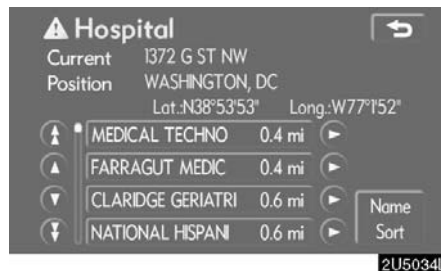 Hospital
Current 1372 G ST NW
Position WASHINGTON, DC
Lat.:N38°53'53" Long.:W77°1'52"
MEDICAL TECHNO 0.4 mi
FARRAGUT MEDIC 0.4 mi
CLARIDGE GERIATRI 0.6 mi
NATIONAL HISPANI 0.6 mi
Name
Sort
2U5034I